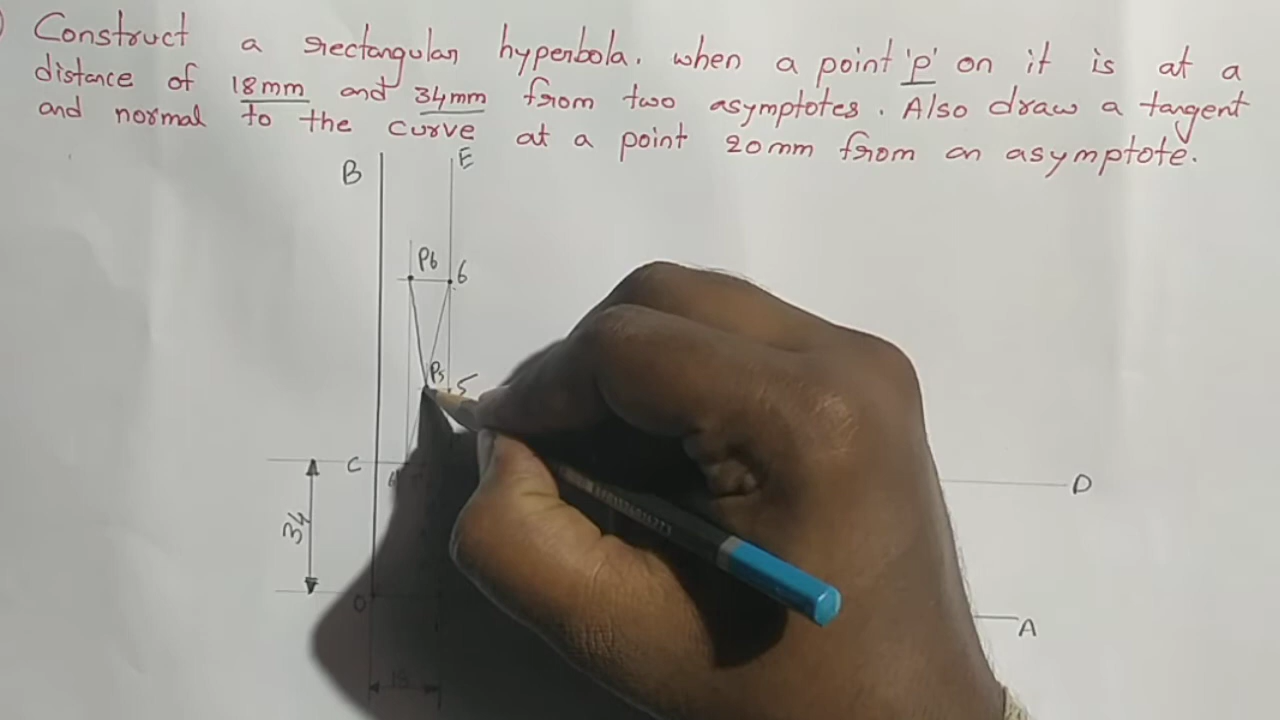 Construct a rectangular hyperbola. when a point 'p' on it is at a
distance of 18mm and 34mm from two asymptotes. Also draw a tangent
and normal to the curve at a point 20mm from an asymptote.
B E
P6 6
P5 5
C D
34
O A
18